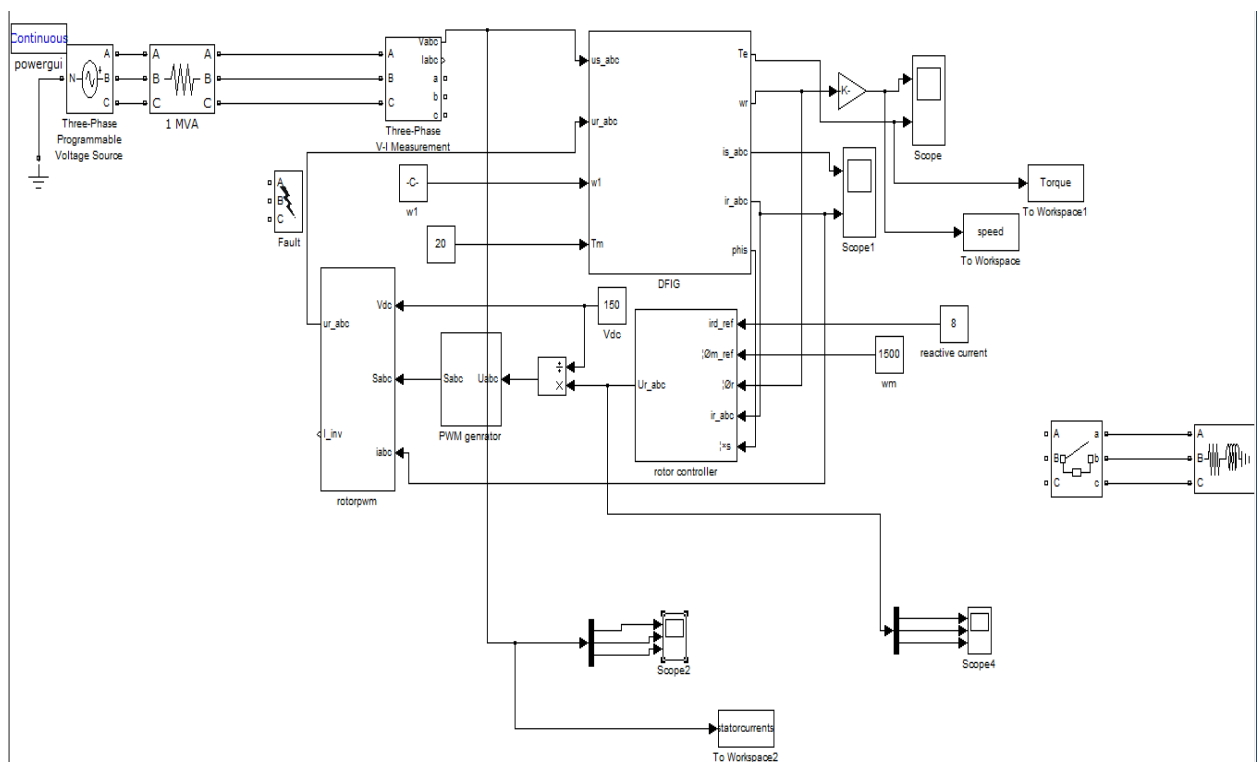 Continuous
powergui
N
A
B
C
Three-Phase
Programmable
Voltage Source
A
B
C
A
B
C
1 MVA
A
B
C
Vabc
Iabc
a
b
c
Three-Phase
V-I Measurement
us_abc
ur_abc
w1
Tm
Te
wr
is_abc
ir_abc
phis
DFIG
K-
Scope
Scope1
Torque
To Workspace1
speed
To Workspace
A
B
C
Fault
-C-
w1
20
ur_abc
Vdc
Sabc
I_inv
iabc
rotorpwm
Sabc
Uabc
PWM genrator
÷
X
150
Vdc
Ur_abc
ird_ref
¦Øm_ref
¦Ør
ir_abc
¦×s
rotor controller
8
reactive current
1500
wm
A
B
C
a
b
c
A
B
C
Scope2
Scope4
statorcurrents
To Workspace2